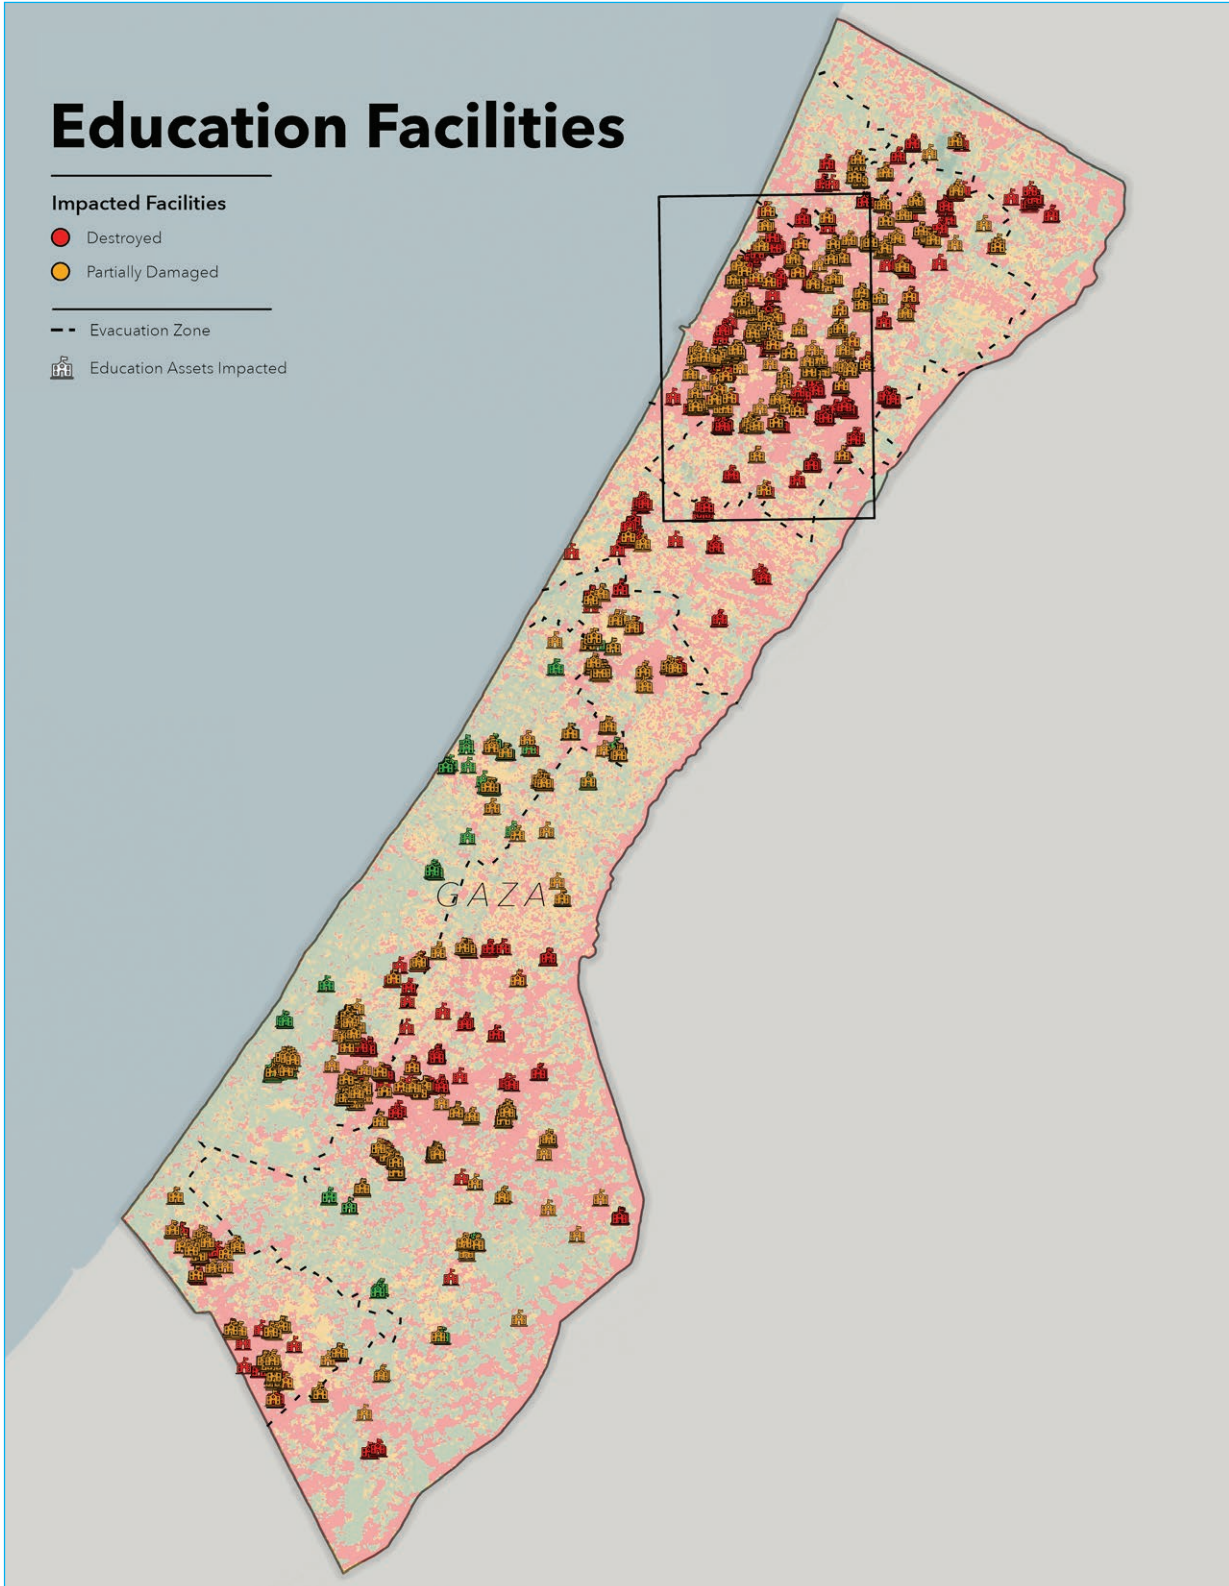 Education Facilities
Impacted Facilities
Destroyed
Partially Damaged
Evacuation Zone
Education Assets Impacted
GAZA